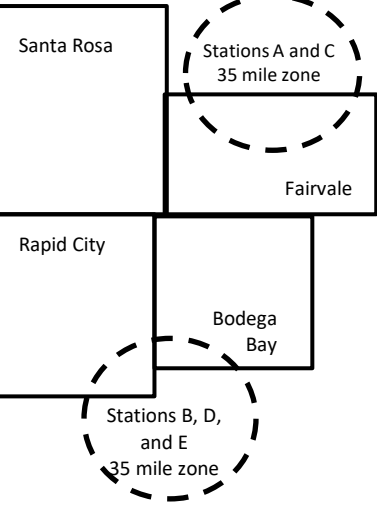 Santa Rosa
Stations A and C
35 mile zone
Fairvale
Rapid City
Bodega
Bay
Stations B, D,
and E
35 mile zone